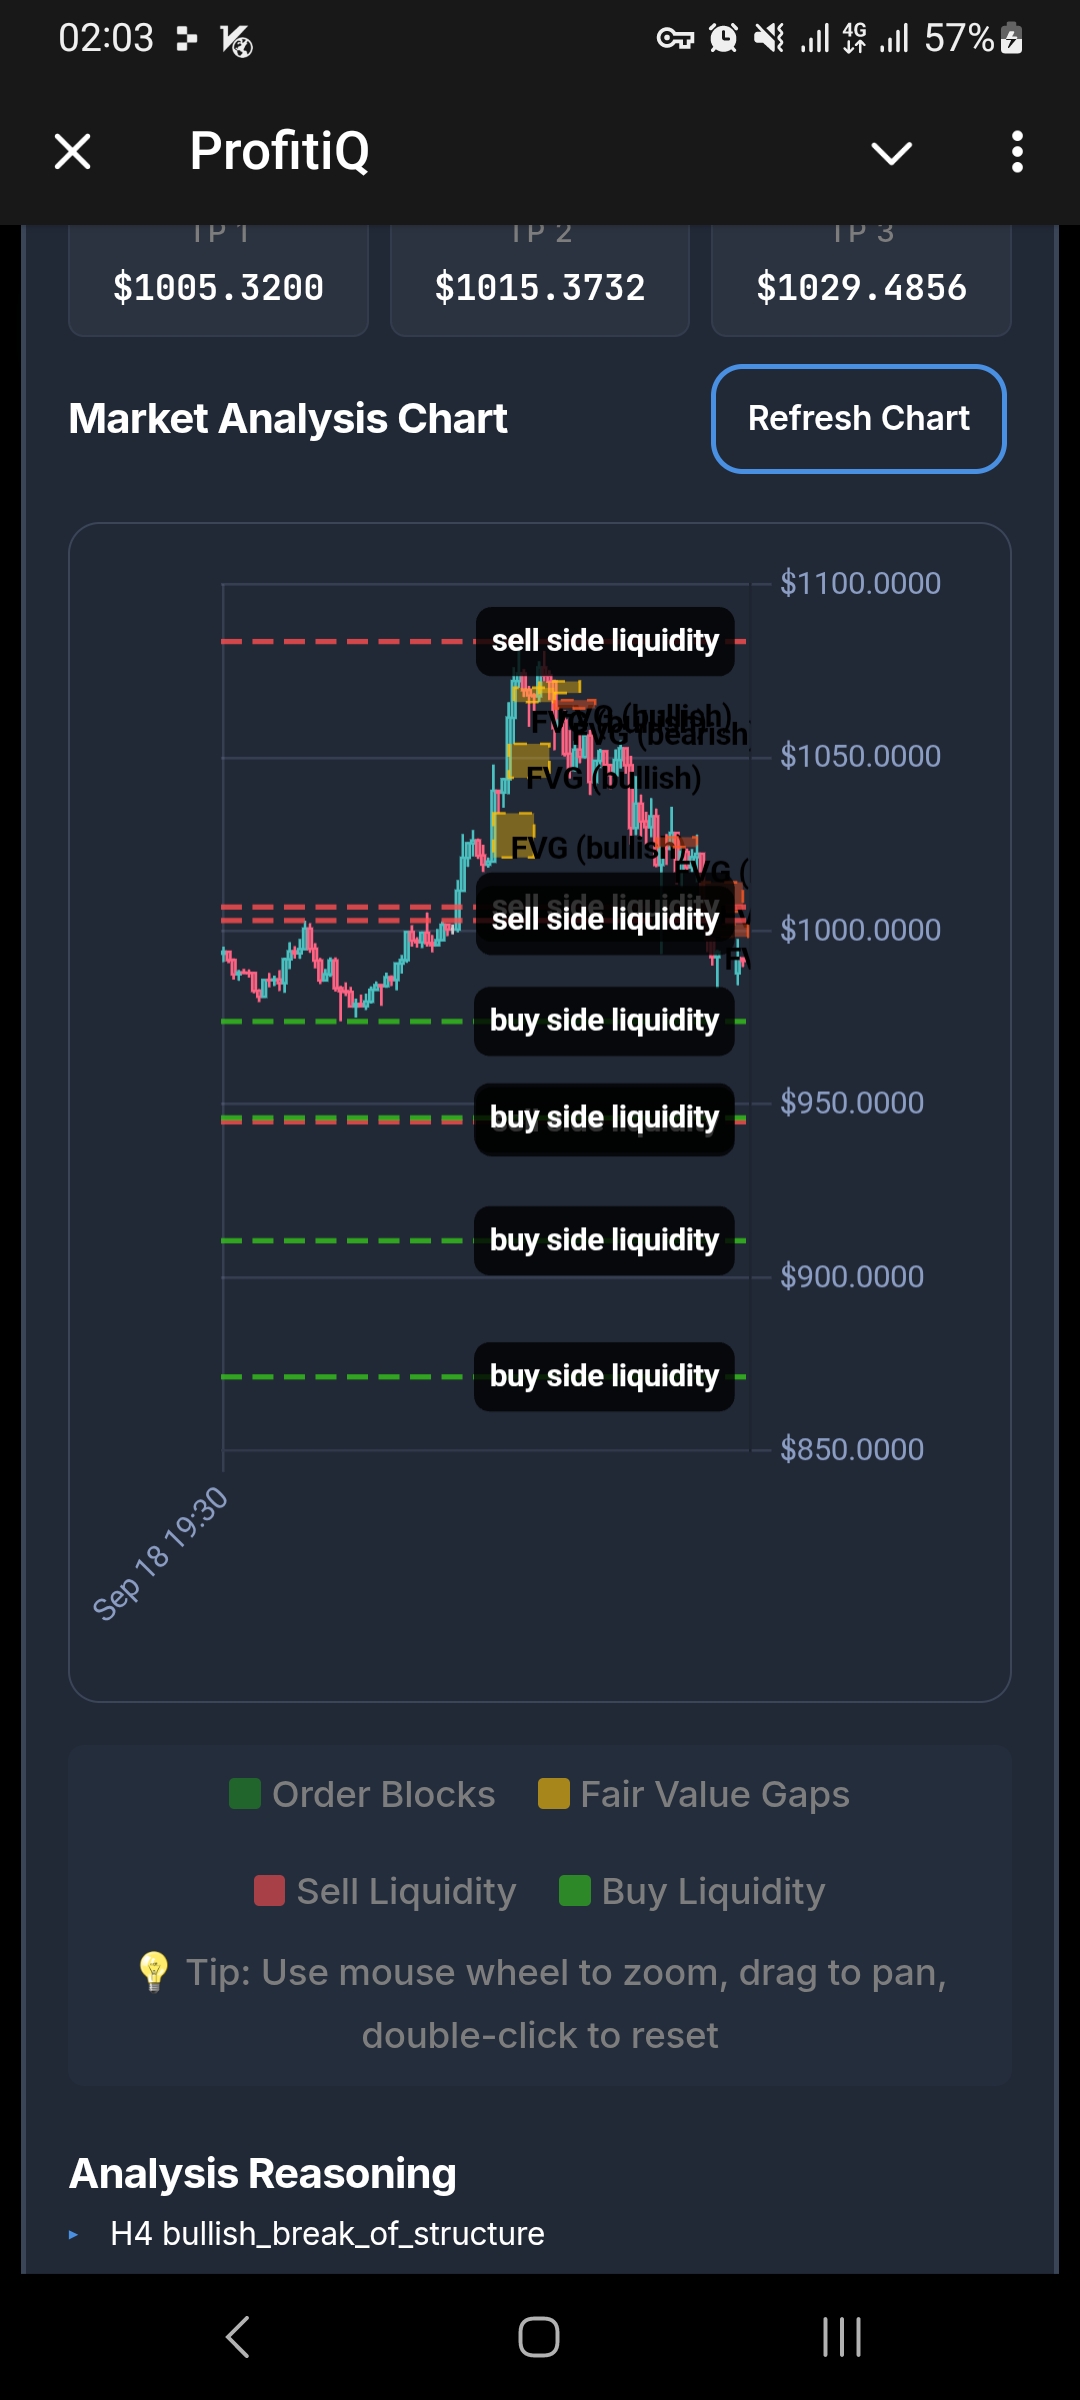 02:03
4G 57%
ProfitiQ
TP 1 TP 2 TP 3
$1005.3200 $1015.3732 $1029.4856
Market Analysis Chart Refresh Chart
$1100.0000
sell side liquidity
FVG (bullish)
FVG (bearish)
$1050.0000
FVG (bullish)
FVG (bullish)
FVG (
sell side liquidity
sell side liquidity
$1000.0000
buy side liquidity
$950.0000
buy side liquidity
buy side liquidity
$900.0000
buy side liquidity
$850.0000
Sep 18 19:30
Order Blocks Fair Value Gaps
Sell Liquidity Buy Liquidity
💡 Tip: Use mouse wheel to zoom, drag to pan,
double-click to reset
Analysis Reasoning
▸ H4 bullish_break_of_structure